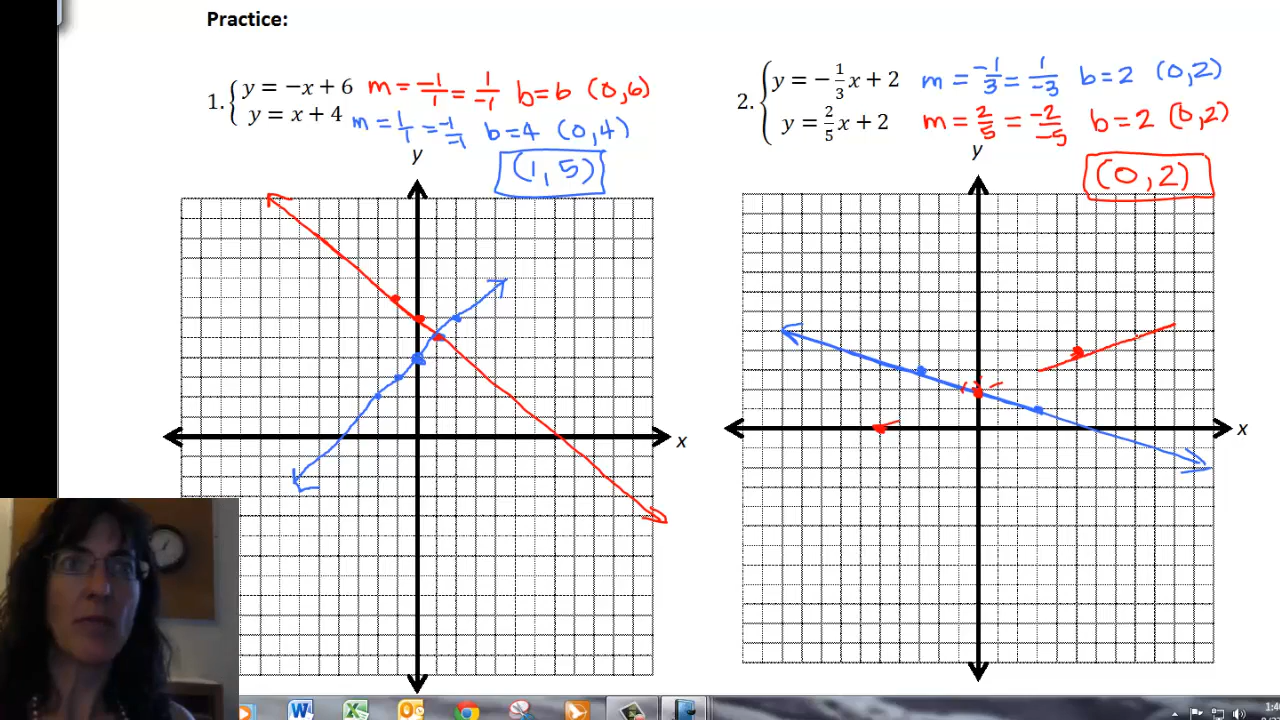 Practice:
1. { y = −x + 6 m = -1/1 = 1/-1 b = 6 (0,6)
y = x + 4 m = 1/1 = -1/-1 b = 4 (0,4)
(1,5)
y
x
2. { y = −1/3x + 2 m = -1/3 = 1/-3 b = 2 (0,2)
y = 2/5x + 2 m = 2/5 = -2/-5 b = 2 (0,2)
(0,2)
y
x